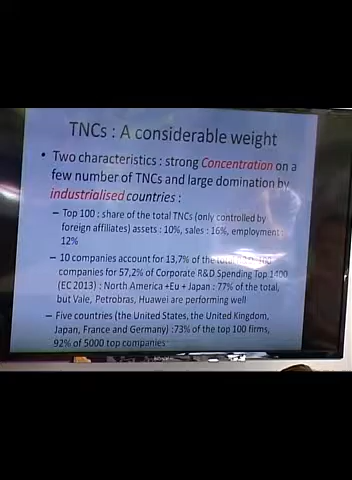 TNCs : A considerable weight
• Two characteristics : strong Concentration on a
few number of TNCs and large domination by
industrialised countries :
– Top 100 : share of the total TNCs (only controlled by
foreign affiliates) assets : 10%, sales : 16%, employment :
12%
– 10 companies account for 13,7% of the total 100
companies for 57,2% of Corporate R&D Spending Top 1400
(EC 2013) : North America +Eu + Japan : 77% of the total,
but Vale, Petrobras, Huawei are performing well
– Five countries (the United States, the United Kingdom,
Japan, France and Germany) :73% of the top 100 firms,
92% of 5000 top companies